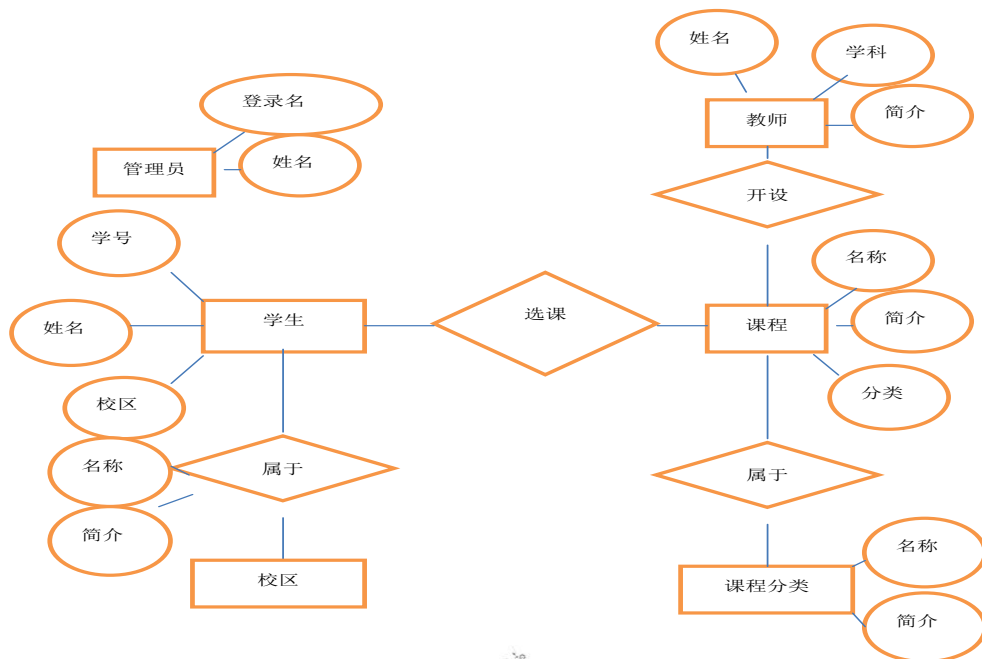 姓名
学科
登录名
简介
教师
姓名
管理员
开设
学号
名称
学生
选课
课程
简介
姓名
校区
分类
名称
属于
属于
简介
名称
校区
课程分类
简介